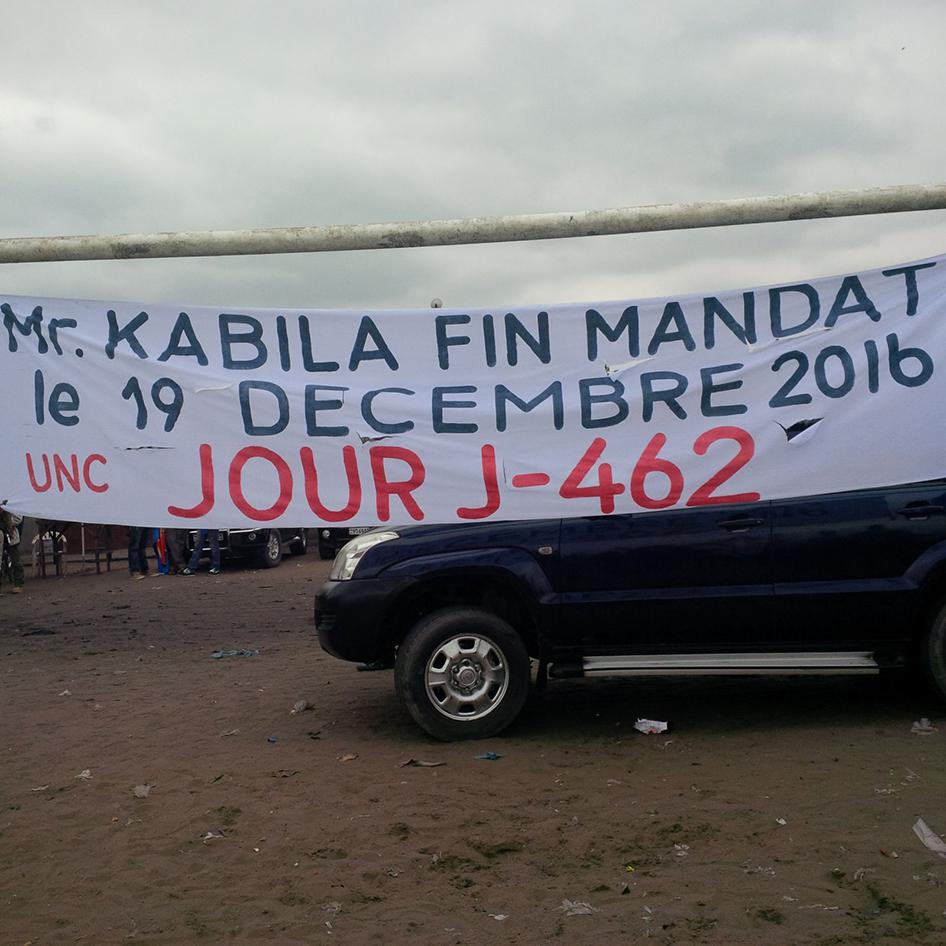 Mr. KABILA FIN MANDAT
le 19 DECEMBRE 2016
UNC JOUR J-462